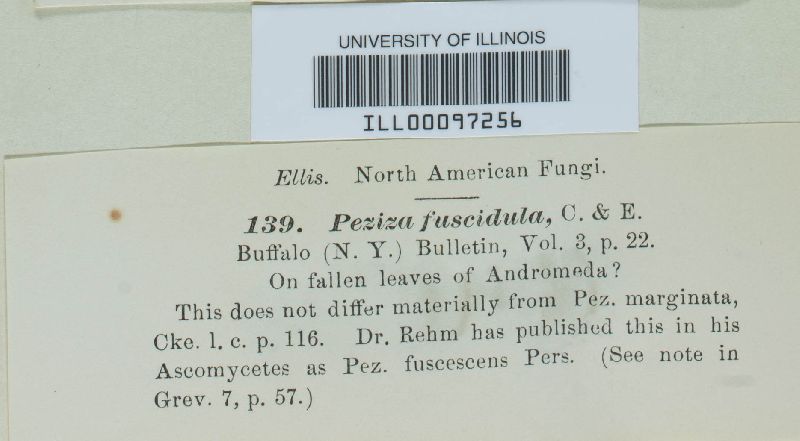 UNIVERSITY OF ILLINOIS
ILL00097256
Ellis. North American Fungi.
139. Peziza fuscidula, C. & E.
Buffalo (N. Y.) Bulletin, Vol. 3, p. 22.
On fallen leaves of Andromeda?
This does not differ materially from Pez. marginata,
Cke. l. c. p. 116. Dr. Rehm has published this in his
Ascomycetes as Pez. fuscescens Pers. (See note in
Grev. 7, p. 57.)